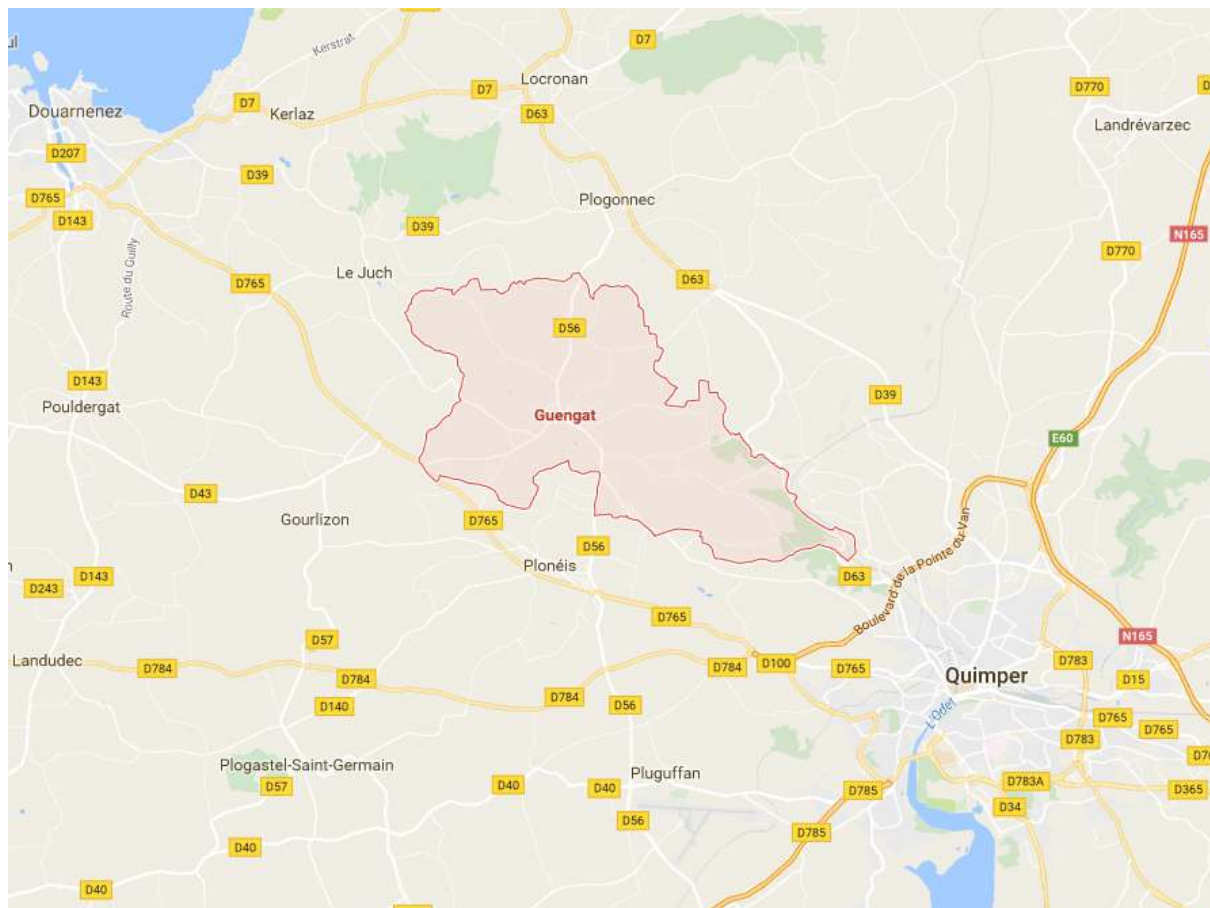 D7
Kerstrat
D7
Locronan
D7
D770
Douarnenez
Kerlaz
D63
Landrévarzec
D207
D39
D765
D143
Plogonnec
D39
N165
Route du Guilly
D770
Le Juch
D765
D63
D56
D143
Pouldergat
D39
Guengat
E60
D43
Gourlizon
D765
D56
Boulevard de la Pointe du Van
Plonéis
D243
D143
D63
D765
D57
N165
Landudec
D784
D784
D784
D100
D765
D783
D784
D15
Quimper
D140
D56
L'Odet
D765
D765
D783
Plogastel-Saint-Germain
Pluguffan
D57
D40
D40
D785
D783A
D365
D34
D56
D785
D40
D40